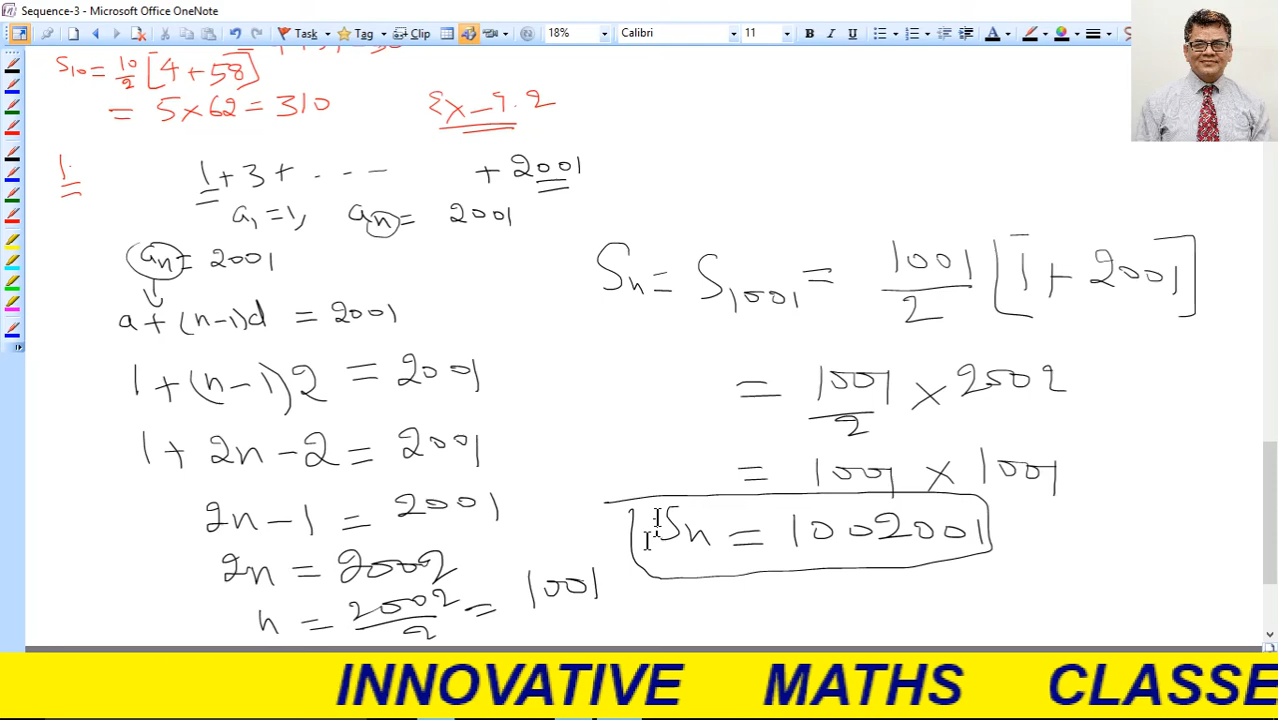 Sequence-3 - Microsoft OneNote
Task Tag Clip 18% Calibri 11 B I U
S10 = 10/2 [4 + 58]
= 5 × 62 = 310
Ex-9.2
1.
1 + 3 + ..... + 2001
a1 = 1, an = 2001
an = 2001
a + (n-1)d = 2001
1 + (n-1)2 = 2001
1 + 2n - 2 = 2001
2n - 1 = 2001
2n = 2002
n = 2002/2 = 1001
Sn = S1001 = 1001/2 [1 + 2001]
= 1001/2 × 2002
= 1001 × 1001
Sn = 1002001
INNOVATIVE MATHS CLASSE